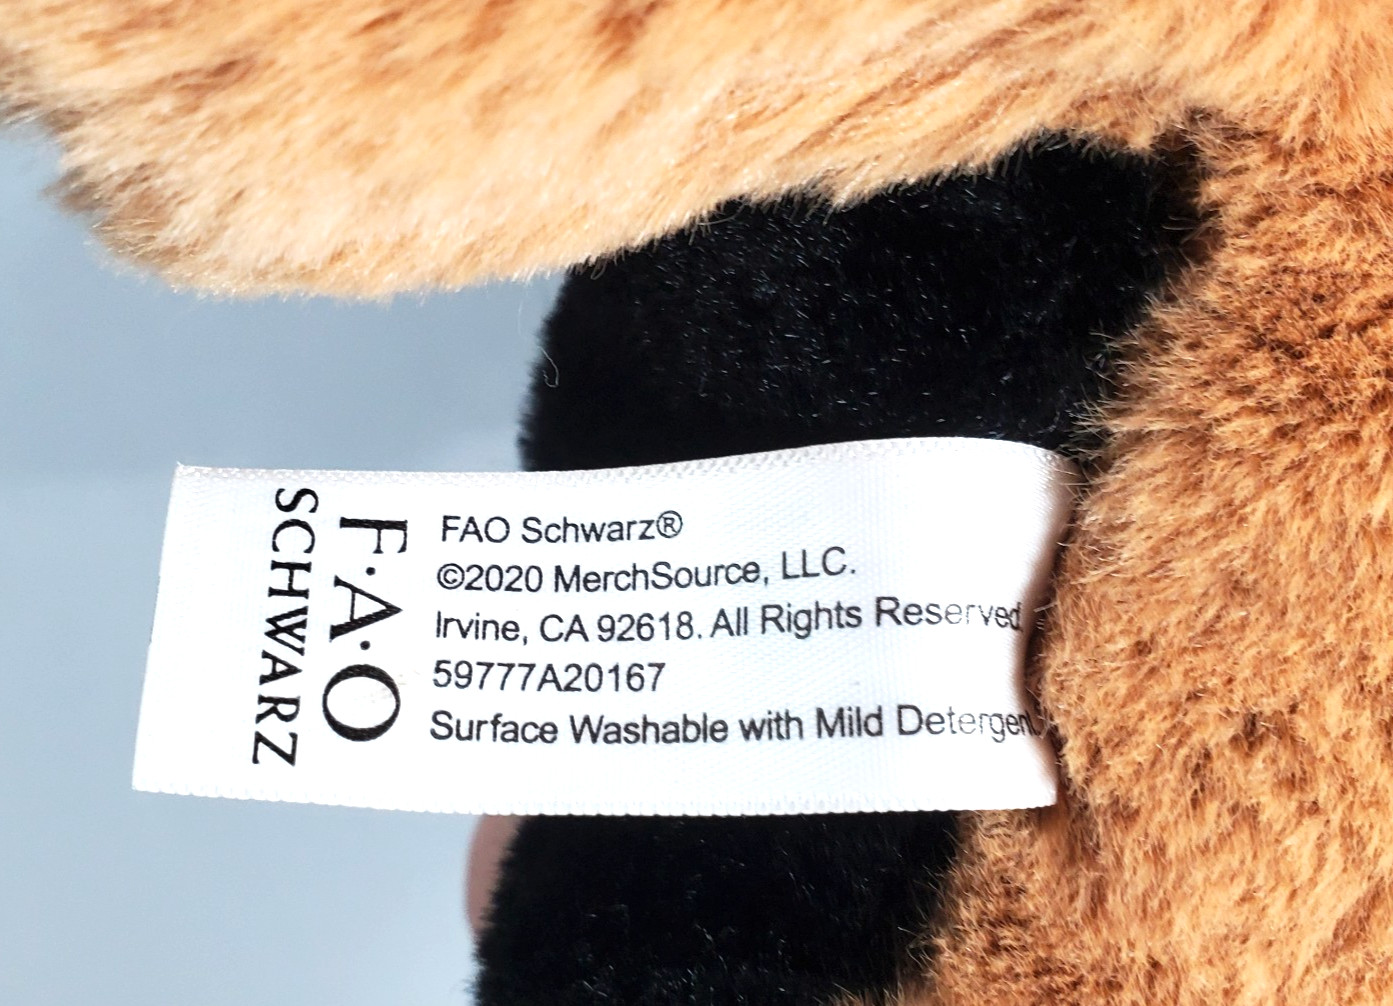 F·A·O
SCHWARZ
FAO Schwarz®
©2020 MerchSource, LLC.
Irvine, CA 92618. All Rights Reserved
59777A20167
Surface Washable with Mild Detergent